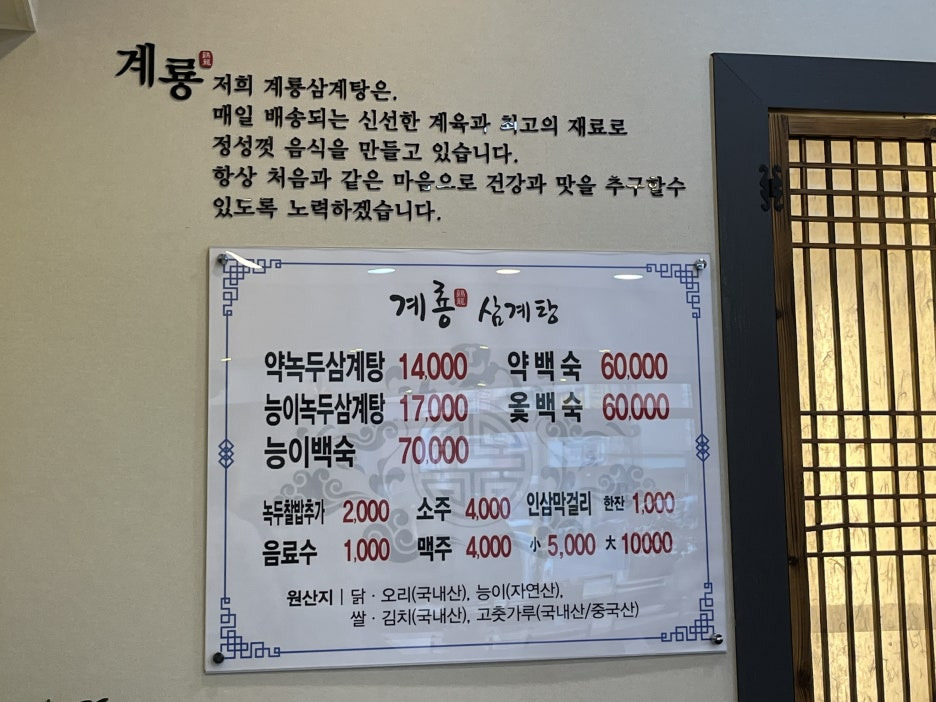 계룡
저희 계룡삼계탕은,
매일 배송되는 신선한 계육과 최고의 재료로
정성껏 음식을 만들고 있습니다.
항상 처음과 같은 마음으로 건강과 맛을 추구할수
있도록 노력하겠습니다.
계룡 삼계탕
약녹두삼계탕 14,000 약백숙 60,000
능이녹두삼계탕 17,000 옻백숙 60,000
능이백숙 70,000
녹두찰밥추가 2,000 소주 4,000 인삼막걸리 한잔 1,000
음료수 1,000 맥주 4,000 小 5,000 大 10000
원산지 | 닭 · 오리(국내산), 능이(자연산),
쌀 · 김치(국내산), 고춧가루(국내산/중국산)